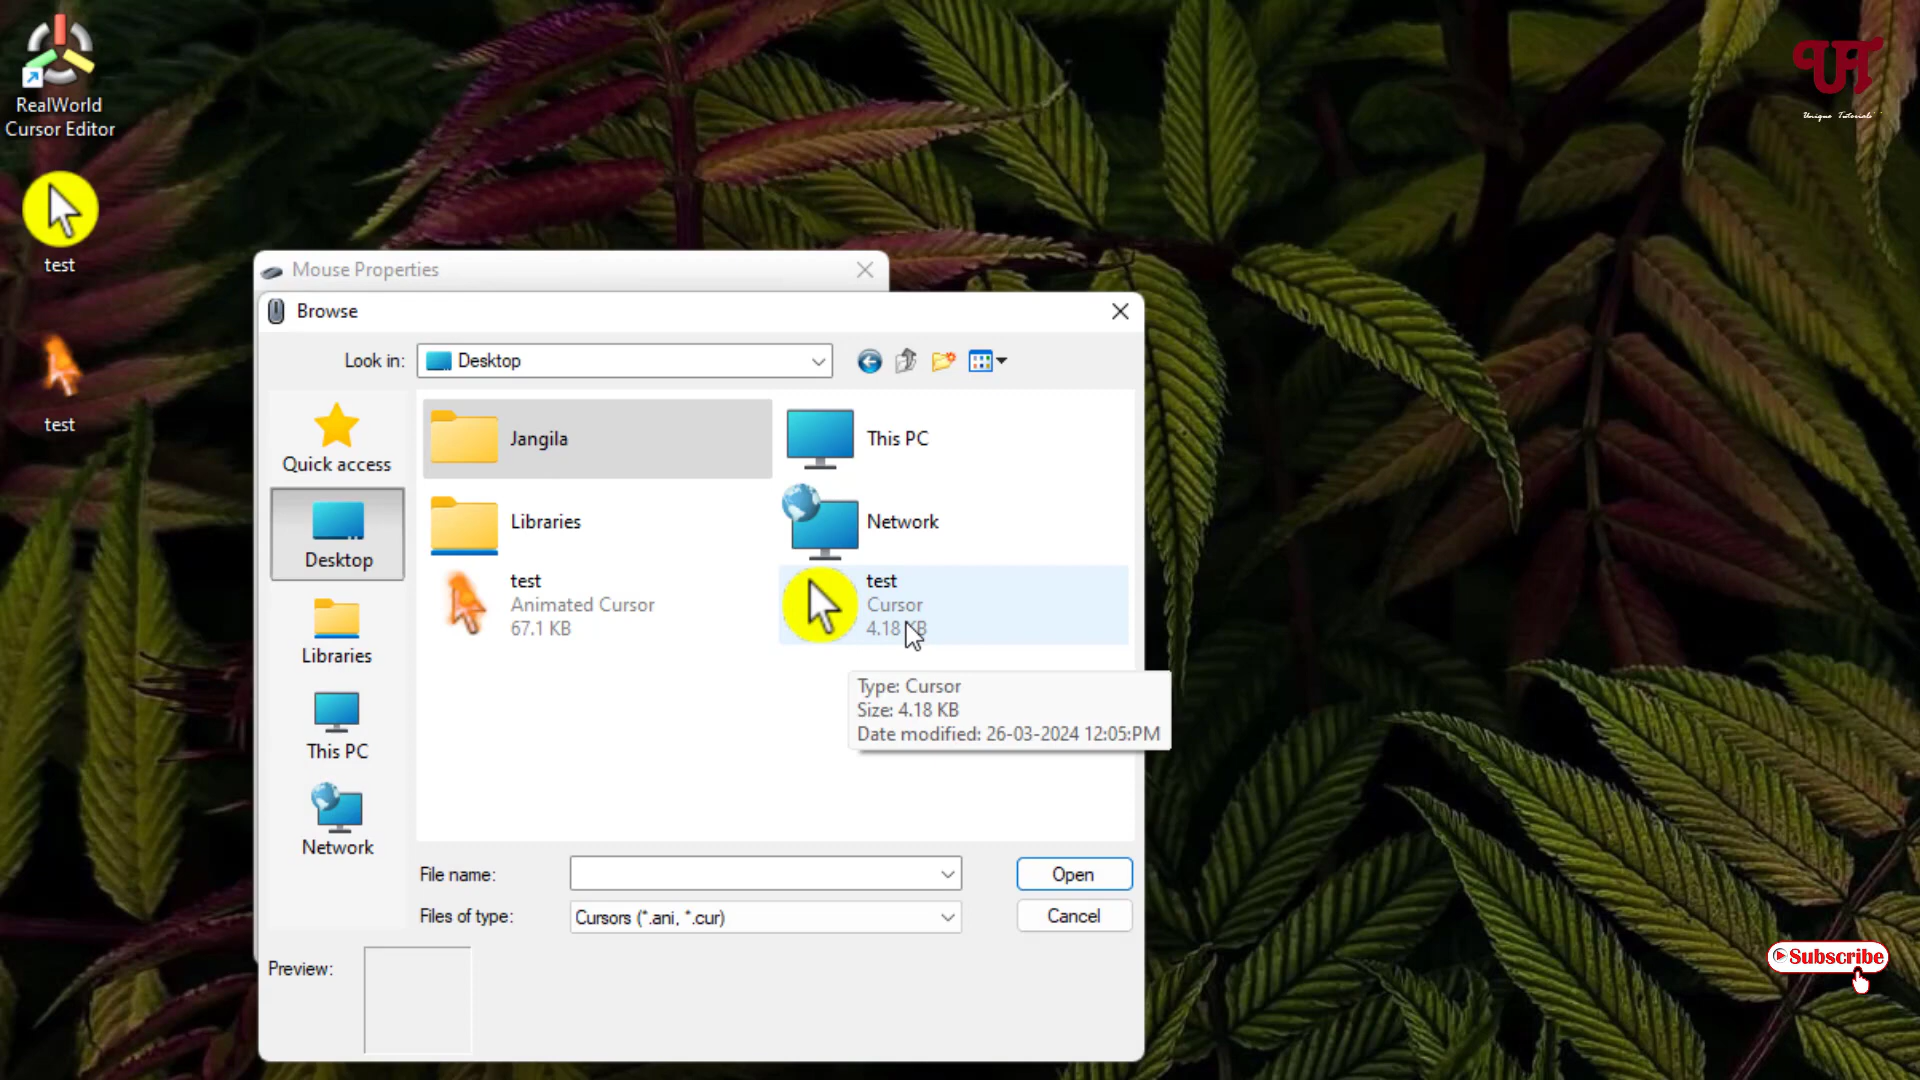 RealWorld
Cursor Editor
test
test
UT
Unique Tutorials
Mouse Properties
Browse
Look in:
Desktop
Quick access
Desktop
Libraries
This PC
Network
Jangila
This PC
Libraries
Network
test
Animated Cursor
67.1 KB
test
Cursor
4.18 KB
Type: Cursor
Size: 4.18 KB
Date modified: 26-03-2024 12:05:PM
File name:
Open
Files of type:
Cursors (*.ani, *.cur)
Cancel
Preview:
Subscribe